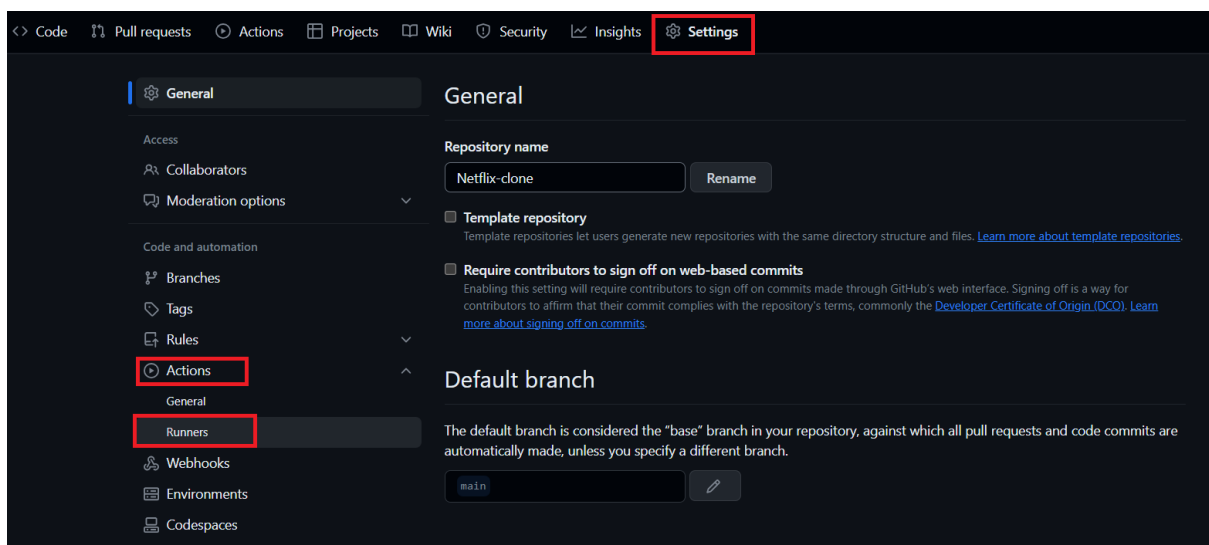 Code Pull requests Actions Projects Wiki Security Insights Settings
General
Access
Collaborators
Moderation options
Code and automation
Branches
Tags
Rules
Actions
General
Runners
Webhooks
Environments
Codespaces
General
Repository name
Netflix-clone Rename
Template repository
Template repositories let users generate new repositories with the same directory structure and files. Learn more about template repositories.
Require contributors to sign off on web-based commits
Enabling this setting will require contributors to sign off on commits made through GitHub's web interface. Signing off is a way for
contributors to affirm that their commit complies with the repository's terms, commonly the Developer Certificate of Origin (DCO). Learn
more about signing off on commits.
Default branch
The default branch is considered the "base" branch in your repository, against which all pull requests and code commits are
automatically made, unless you specify a different branch.
main